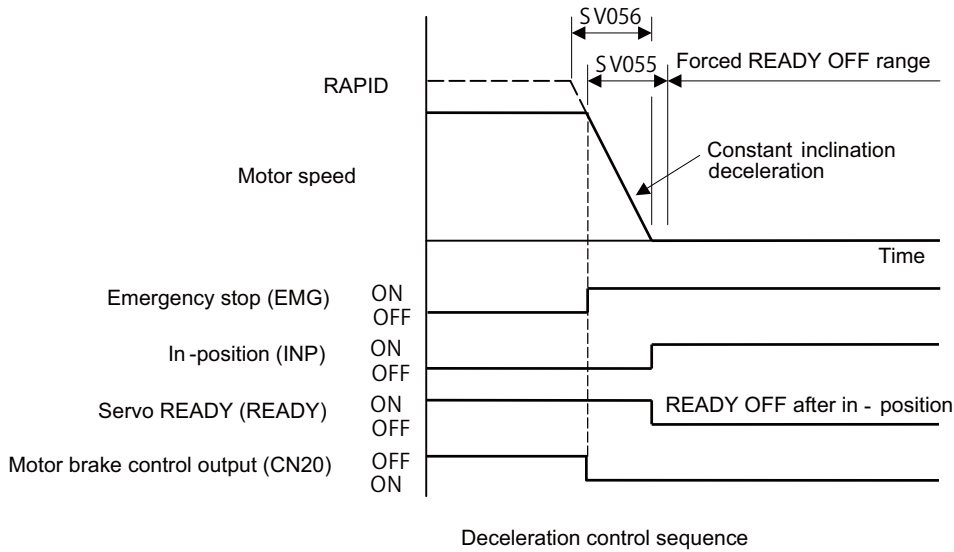 SV056
SV055
Forced READY OFF range
RAPID
Constant inclination
deceleration
Motor speed
Time
Emergency stop (EMG)
ON
OFF
In-position (INP)
ON
OFF
Servo READY (READY)
ON
OFF
READY OFF after in - position
Motor brake control output (CN20)
OFF
ON
Deceleration control sequence